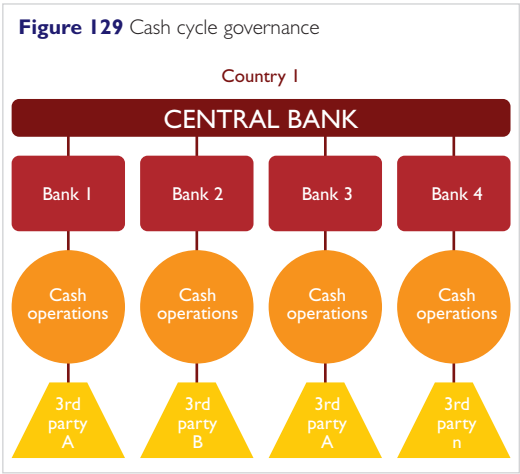 Figure 129 Cash cycle governance
Country 1
CENTRAL BANK
Bank 1
Bank 2
Bank 3
Bank 4
Cash
operations
Cash
operations
Cash
operations
Cash
operations
3rd
party
A
3rd
party
B
3rd
party
A
3rd
party
n